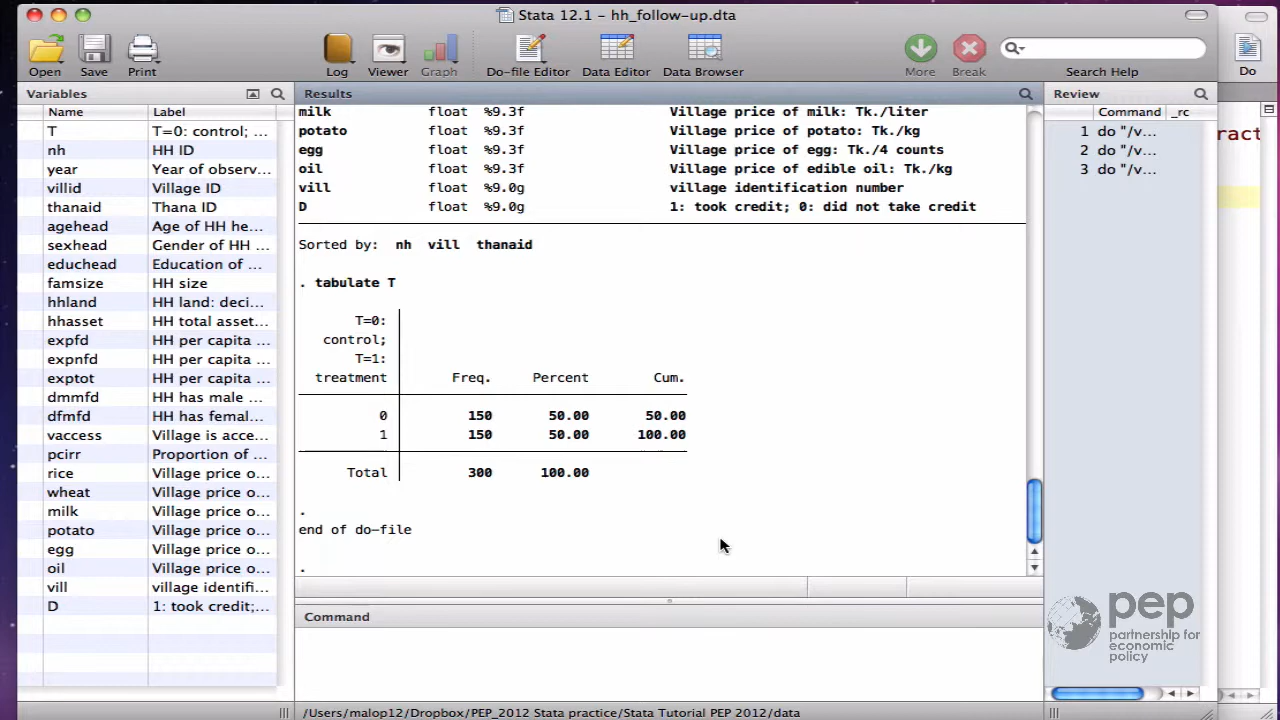 Stata 12.1 – hh_follow-up.dta
Open Save Print Log Viewer Graph Do-file Editor Data Editor Data Browser More Break Search Help Do
Variables
Name Label
T T=0: control; ...
nh HH ID
year Year of observ...
villid Village ID
thanaid Thana ID
agehead Age of HH he...
sexhead Gender of HH ...
educhead Education of ...
famsize HH size
hhland HH land: deci...
hhasset HH total asset...
expfd HH per capita ...
expnfd HH per capita ...
exptot HH per capita ...
dmmfd HH has male ...
dfmfd HH has femal...
vaccess Village is acce...
pcirr Proportion of ...
rice Village price o...
wheat Village price o...
milk Village price o...
potato Village price o...
egg Village price o...
oil Village price o...
vill village identifi...
D 1: took credit;...
Results
milk float %9.3f Village price of milk: Tk./liter
potato float %9.3f Village price of potato: Tk./kg
egg float %9.3f Village price of egg: Tk./4 counts
oil float %9.3f Village price of edible oil: Tk./kg
vill float %9.0g village identification number
D float %9.0g 1: took credit; 0: did not take credit
Sorted by: nh vill thanaid
. tabulate T
T=0:
control;
T=1:
treatment Freq. Percent Cum.
0 150 50.00 50.00
1 150 50.00 100.00
Total 300 100.00
.
end of do-file
.
Command
/Users/malop12/Dropbox/PEP_2012 Stata practice/Stata Tutorial PEP 2012/data
Review
Command _rc
1 do "/v...
2 do "/v...
3 do "/v...
ract
pep
partnership for
economic
policy